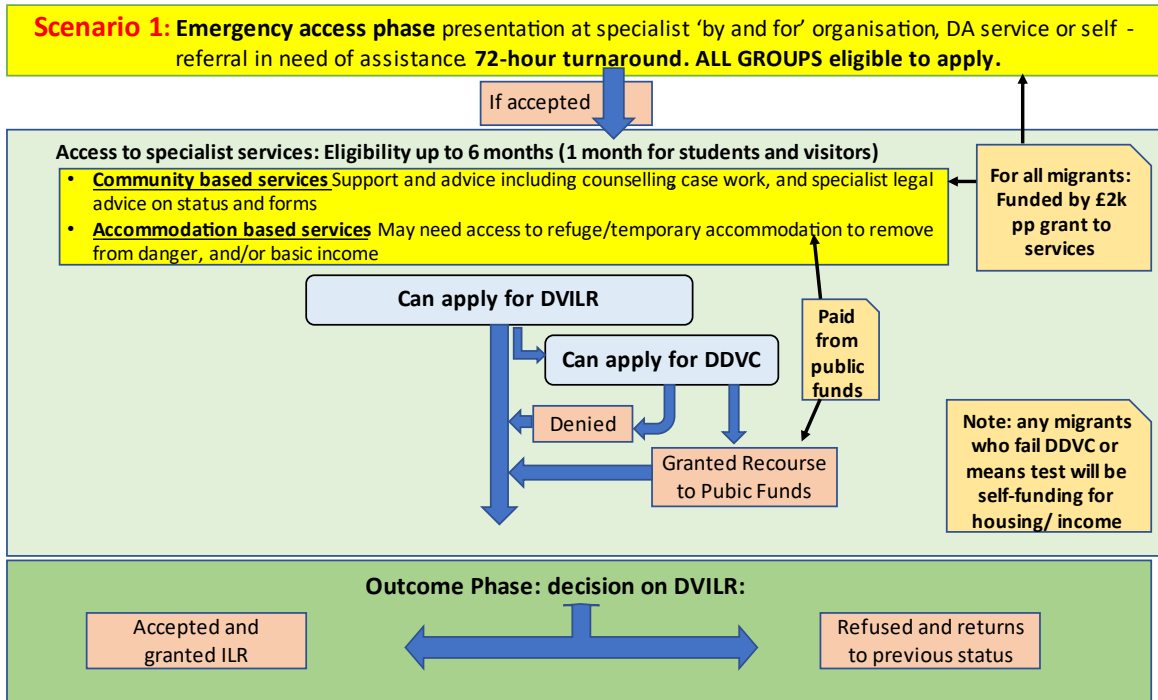 Scenario 1: Emergency access phase presentation at specialist ‘by and for’ organisation, DA service or self -
referral in need of assistance. 72-hour turnaround. ALL GROUPS eligible to apply.
If accepted
Access to specialist services: Eligibility up to 6 months (1 month for students and visitors)
• Community based services Support and advice including counselling, case work, and specialist legal
advice on status and forms
• Accommodation based services May need access to refuge/temporary accommodation to remove
from danger, and/or basic income
For all migrants:
Funded by £2k
pp grant to
services
Can apply for DVILR
Can apply for DDVC
Paid
from
public
funds
Denied
Granted Recourse
to Pubic Funds
Note: any migrants
who fail DDVC or
means test will be
self-funding for
housing/ income
Outcome Phase: decision on DVILR:
Accepted and
granted ILR
Refused and returns
to previous status